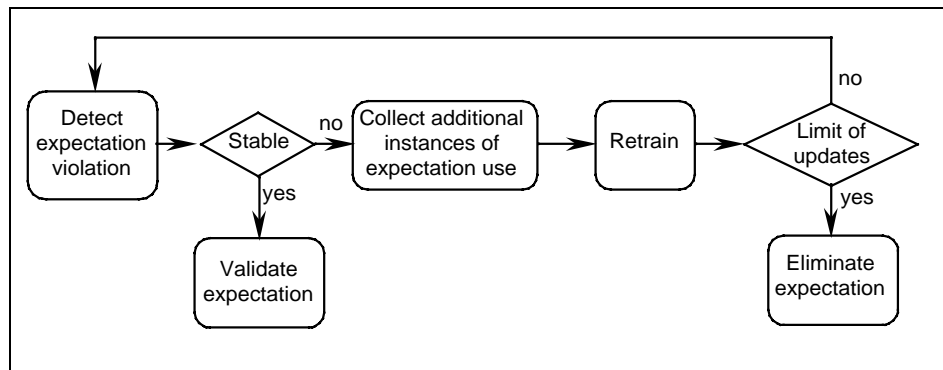 no
Detect
expectation
violation
Stable
no
Collect additional
instances of
expectation use
Retrain
Limit of
updates
yes
yes
Validate
expectation
Eliminate
expectation